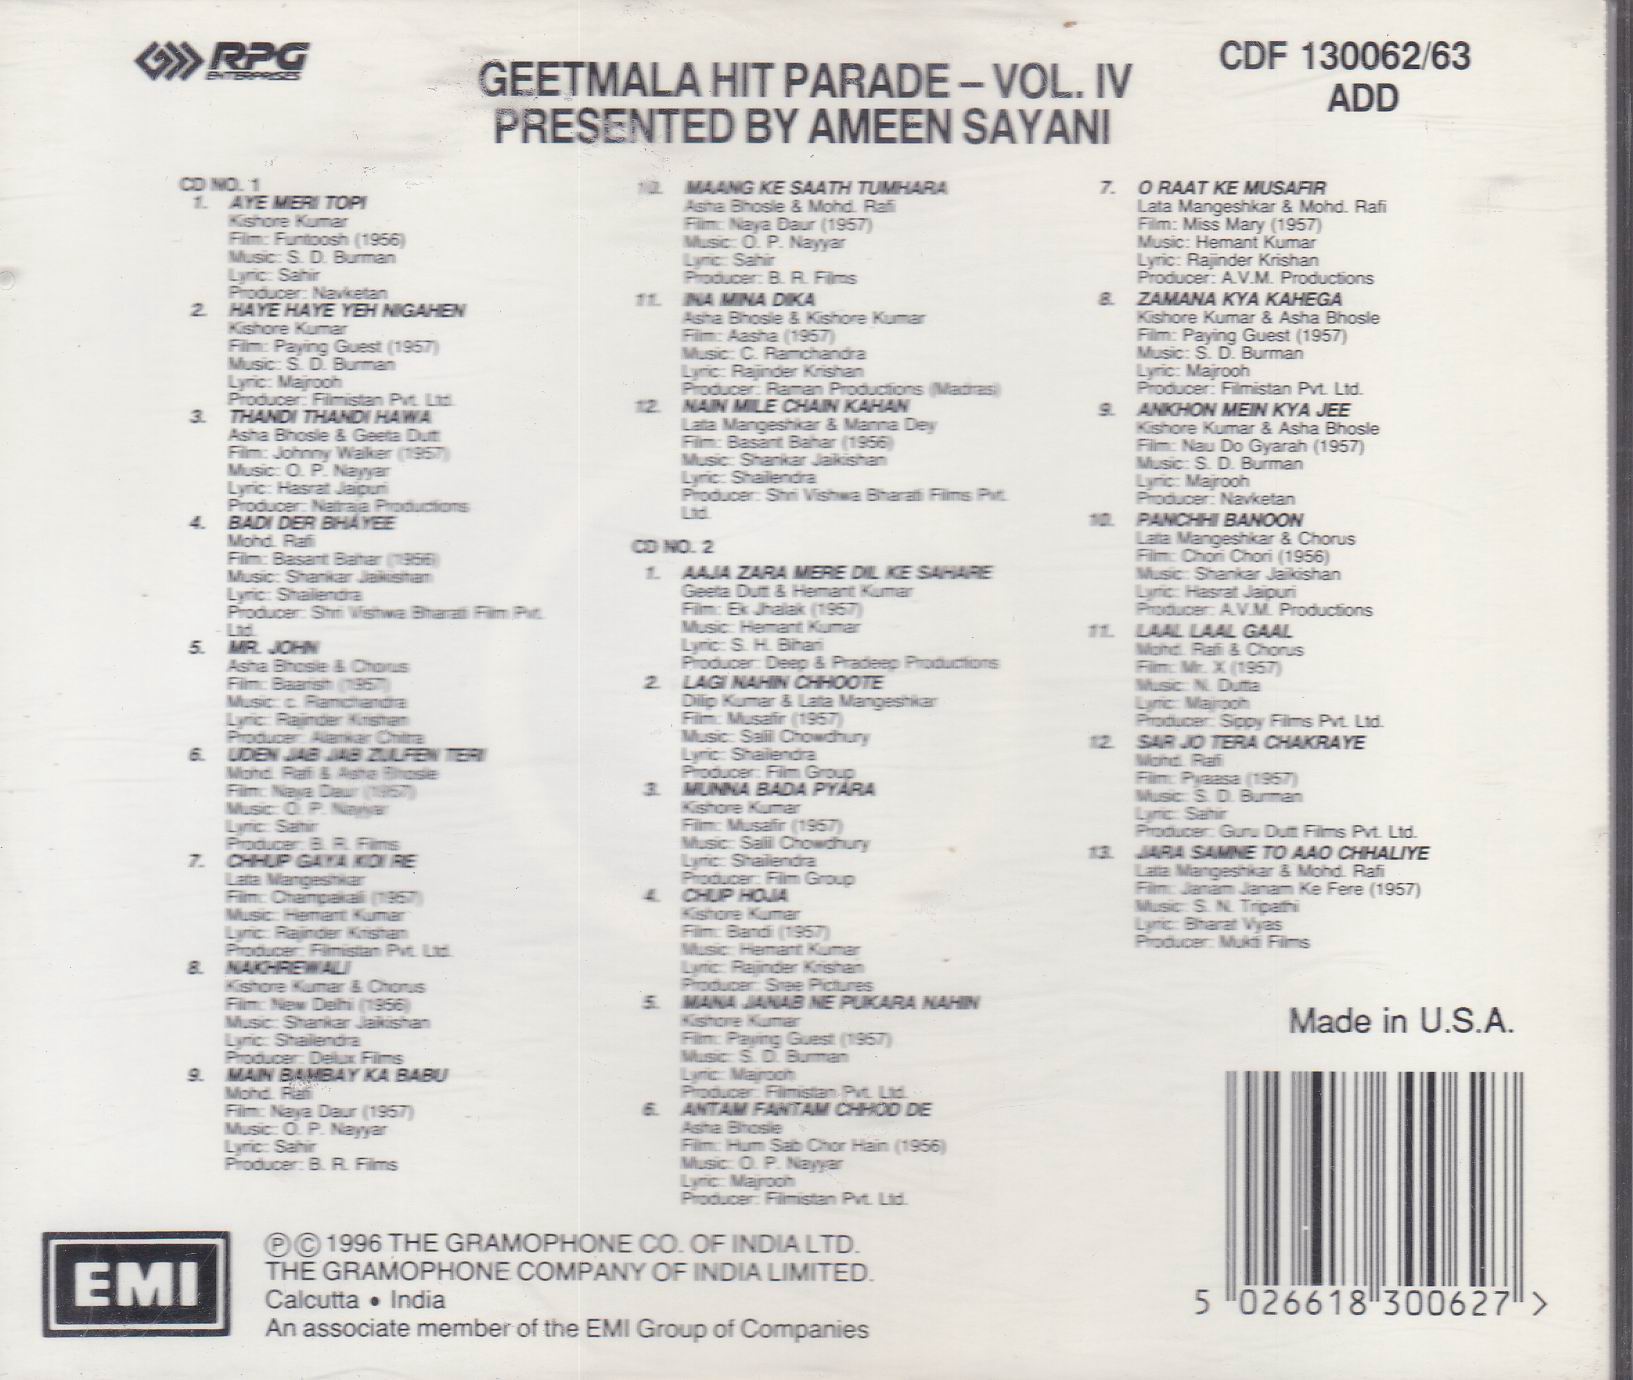 RPG
ENTERPRISES
GEETMALA HIT PARADE – VOL. IV
PRESENTED BY AMEEN SAYANI
CDF 130062/63
ADD
CD NO. 1
1. AYE MERI TOPI
Kishore Kumar
Film: Funtoosh (1956)
Music: S. D. Burman
Lyric: Sahir
Producer: Navketan
2. HAYE HAYE YEH NIGAHEN
Kishore Kumar
Film: Paying Guest (1957)
Music: S. D. Burman
Lyric: Majrooh
Producer: Filmistan Pvt. Ltd.
3. THANDI THANDI HAWA
Asha Bhosle & Geeta Dutt
Film: Johnny Walker (1957)
Music: O. P. Nayyar
Lyric: Hasrat Jaipuri
Producer: Natraja Productions
4. BADI DER BHAYEE
Mohd. Rafi
Film: Basant Bahar (1956)
Music: Shankar Jaikishan
Lyric: Shailendra
Producer: Shri Vishwa Bharati Film Pvt.
Ltd.
5. MR. JOHN
Asha Bhosle & Chorus
Film: Baarish (1957)
Music: c. Ramchandra
Lyric: Rajinder Krishan
Producer: Alankar Chitra
6. UDEN JAB JAB ZULFEN TERI
Mohd. Rafi & Asha Bhosle
Film: Naya Daur (1957)
Music: O. P. Nayyar
Lyric: Sahir
Producer: B. R. Films
7. CHHUP GAYA KOI RE
Lata Mangeshkar
Film: Champakali (1957)
Music: Hemant Kumar
Lyric: Rajinder Krishan
Producer: Filmistan Pvt. Ltd.
8. NAKHREWALI
Kishore Kumar & Chorus
Film: New Delhi (1956)
Music: Shankar Jaikishan
Lyric: Shailendra
Producer: Delux Films
9. MAIN BAMBAY KA BABU
Mohd. Rafi
Film: Naya Daur (1957)
Music: O. P. Nayyar
Lyric: Sahir
Producer: B. R. Films
10. MAANG KE SAATH TUMHARA
Asha Bhosle & Mohd. Rafi
Film: Naya Daur (1957)
Music: O. P. Nayyar
Lyric: Sahir
Producer: B. R. Films
11. INA MINA DIKA
Asha Bhosle & Kishore Kumar
Film: Aasha (1957)
Music: C. Ramchandra
Lyric: Rajinder Krishan
Producer: Raman Productions (Madras)
12. NAIN MILE CHAIN KAHAN
Lata Mangeshkar & Manna Dey
Film: Basant Bahar (1956)
Music: Shankar Jaikishan
Lyric: Shailendra
Producer: Shri Vishwa Bharati Films Pvt.
Ltd.
CD NO. 2
1. AAJA ZARA MERE DIL KE SAHARE
Geeta Dutt & Hemant Kumar
Film: Ek Jhalak (1957)
Music: Hemant Kumar
Lyric: S. H. Bihari
Producer: Deep & Pradeep Productions
2. LAGI NAHIN CHHOOTE
Dilip Kumar & Lata Mangeshkar
Film: Musafir (1957)
Music: Salil Chowdhury
Lyric: Shailendra
Producer: Film Group
3. MUNNA BADA PYARA
Kishore Kumar
Film: Musafir (1957)
Music: Salil Chowdhury
Lyric: Shailendra
Producer: Film Group
4. CHUP HOJA
Kishore Kumar
Film: Bandi (1957)
Music: Hemant Kumar
Lyric: Rajinder Krishan
Producer: Sree Pictures
5. MANA JANAB NE PUKARA NAHIN
Kishore Kumar
Film: Paying Guest (1957)
Music: S. D. Burman
Lyric: Majrooh
Producer: Filmistan Pvt. Ltd.
6. ANTAM FANTAM CHHOD DE
Asha Bhosle
Film: Hum Sab Chor Hain (1956)
Music: O. P. Nayyar
Lyric: Majrooh
Producer: Filmistan Pvt. Ltd.
7. O RAAT KE MUSAFIR
Lata Mangeshkar & Mohd. Rafi
Film: Miss Mary (1957)
Music: Hemant Kumar
Lyric: Rajinder Krishan
Producer: A.V.M. Productions
8. ZAMANA KYA KAHEGA
Kishore Kumar & Asha Bhosle
Film: Paying Guest (1957)
Music: S. D. Burman
Lyric: Majrooh
Producer: Filmistan Pvt. Ltd.
9. ANKHON MEIN KYA JEE
Kishore Kumar & Asha Bhosle
Film: Nau Do Gyarah (1957)
Music: S. D. Burman
Lyric: Majrooh
Producer: Navketan
10. PANCHHI BANOON
Lata Mangeshkar & Chorus
Film: Chori Chori (1956)
Music: Shankar Jaikishan
Lyric: Hasrat Jaipuri
Producer: A.V.M. Productions
11. LAAL LAAL GAAL
Mohd. Rafi & Chorus
Film: Mr. X (1957)
Music: N. Dutta
Lyric: Majrooh
Producer: Sippy Films Pvt. Ltd.
12. SAR JO TERA CHAKRAYE
Mohd. Rafi
Film: Pyaasa (1957)
Music: S. D. Burman
Lyric: Sahir
Producer: Guru Dutt Films Pvt. Ltd.
13. JARA SAMNE TO AAO CHHALIYE
Lata Mangeshkar & Mohd. Rafi
Film: Janam Janam Ke Fere (1957)
Music: S. N. Tripathi
Lyric: Bharat Vyas
Producer: Mukti Films
Made in U.S.A.
5 026618 300627 >
EMI
Ⓟ Ⓒ 1996 THE GRAMOPHONE CO. OF INDIA LTD.
THE GRAMOPHONE COMPANY OF INDIA LIMITED.
Calcutta • India
An associate member of the EMI Group of Companies